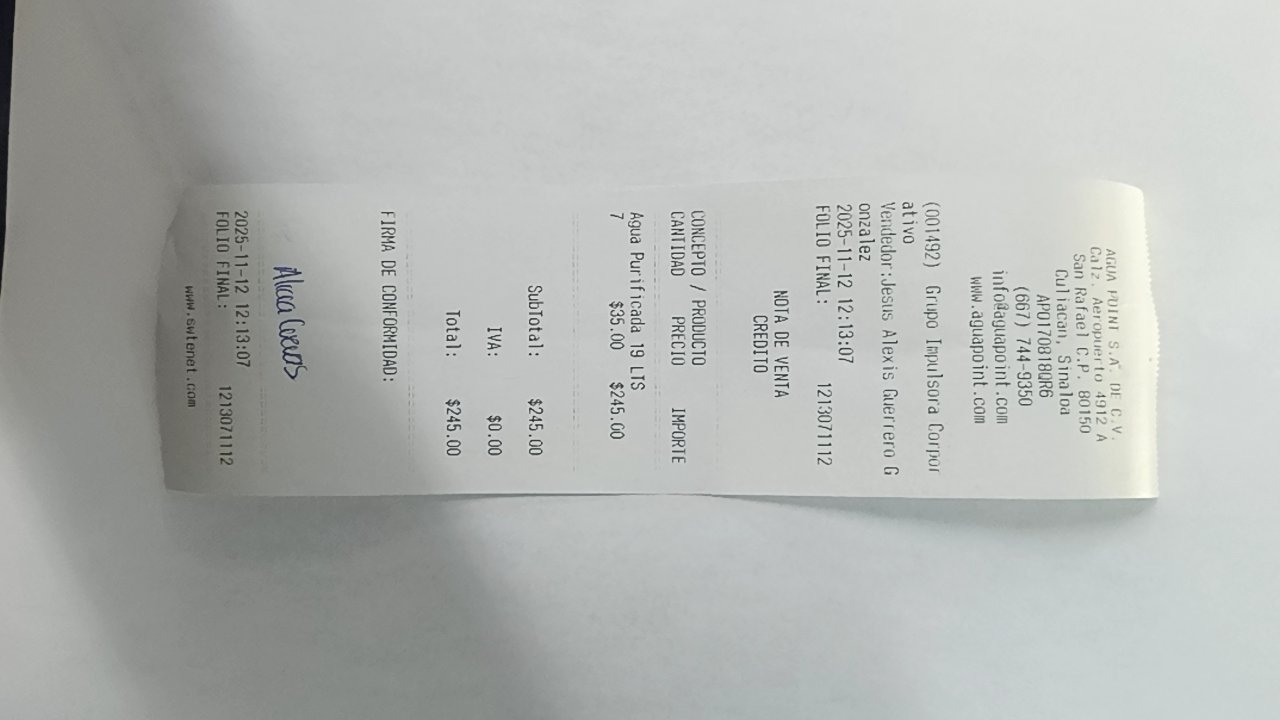 AGUA POINT S.A. DE C.V.
Calz. Aeropuerto 4912 A
San Rafael C.P. 80150
Culiacan, Sinaloa
APO170818QR6
(667) 744-9350
info@aguapoint.com
www.aguapoint.com
(001492) Grupo Impulsora Corpor
ativo
Vendedor:Jesus Alexis Guerrero G
onzalez
2025-11-12 12:13:07
FOLIO FINAL: 1213071112
NOTA DE VENTA
CREDITO
CONCEPTO / PRODUCTO
CANTIDAD PRECIO IMPORTE
Agua Purificada 19 LTS
7 $35.00 $245.00
SubTotal: $245.00
IVA: $0.00
Total: $245.00
FIRMA DE CONFORMIDAD:
2025-11-12 12:13:07
FOLIO FINAL: 1213071112
www.ewtenet.com